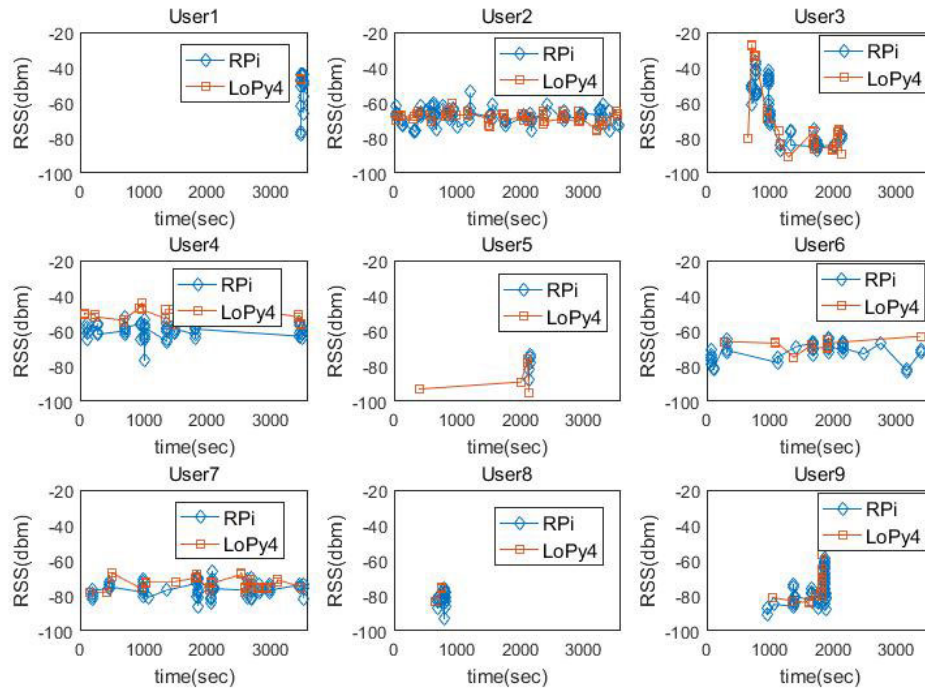 User1
User2
User3
-20
-40
-60
-80
-100
RSS(dbm)
RPi
LoPy4
0
1000
2000
3000
time(sec)
-20
-40
-60
-80
-100
RSS(dbm)
RPi
LoPy4
0
1000
2000
3000
time(sec)
-20
-40
-60
-80
-100
RSS(dbm)
RPi
LoPy4
0
1000
2000
3000
time(sec)
User4
User5
User6
-20
-40
-60
-80
-100
RSS(dbm)
RPi
LoPy4
0
1000
2000
3000
time(sec)
-20
-40
-60
-80
-100
RSS(dbm)
RPi
LoPy4
0
1000
2000
3000
time(sec)
-20
-40
-60
-80
-100
RSS(dbm)
RPi
LoPy4
0
1000
2000
3000
time(sec)
User7
User8
User9
-20
-40
-60
-80
-100
RSS(dbm)
RPi
LoPy4
0
1000
2000
3000
time(sec)
-20
-40
-60
-80
-100
RSS(dbm)
RPi
LoPy4
0
1000
2000
3000
time(sec)
-20
-40
-60
-80
-100
RSS(dbm)
RPi
LoPy4
0
1000
2000
3000
time(sec)